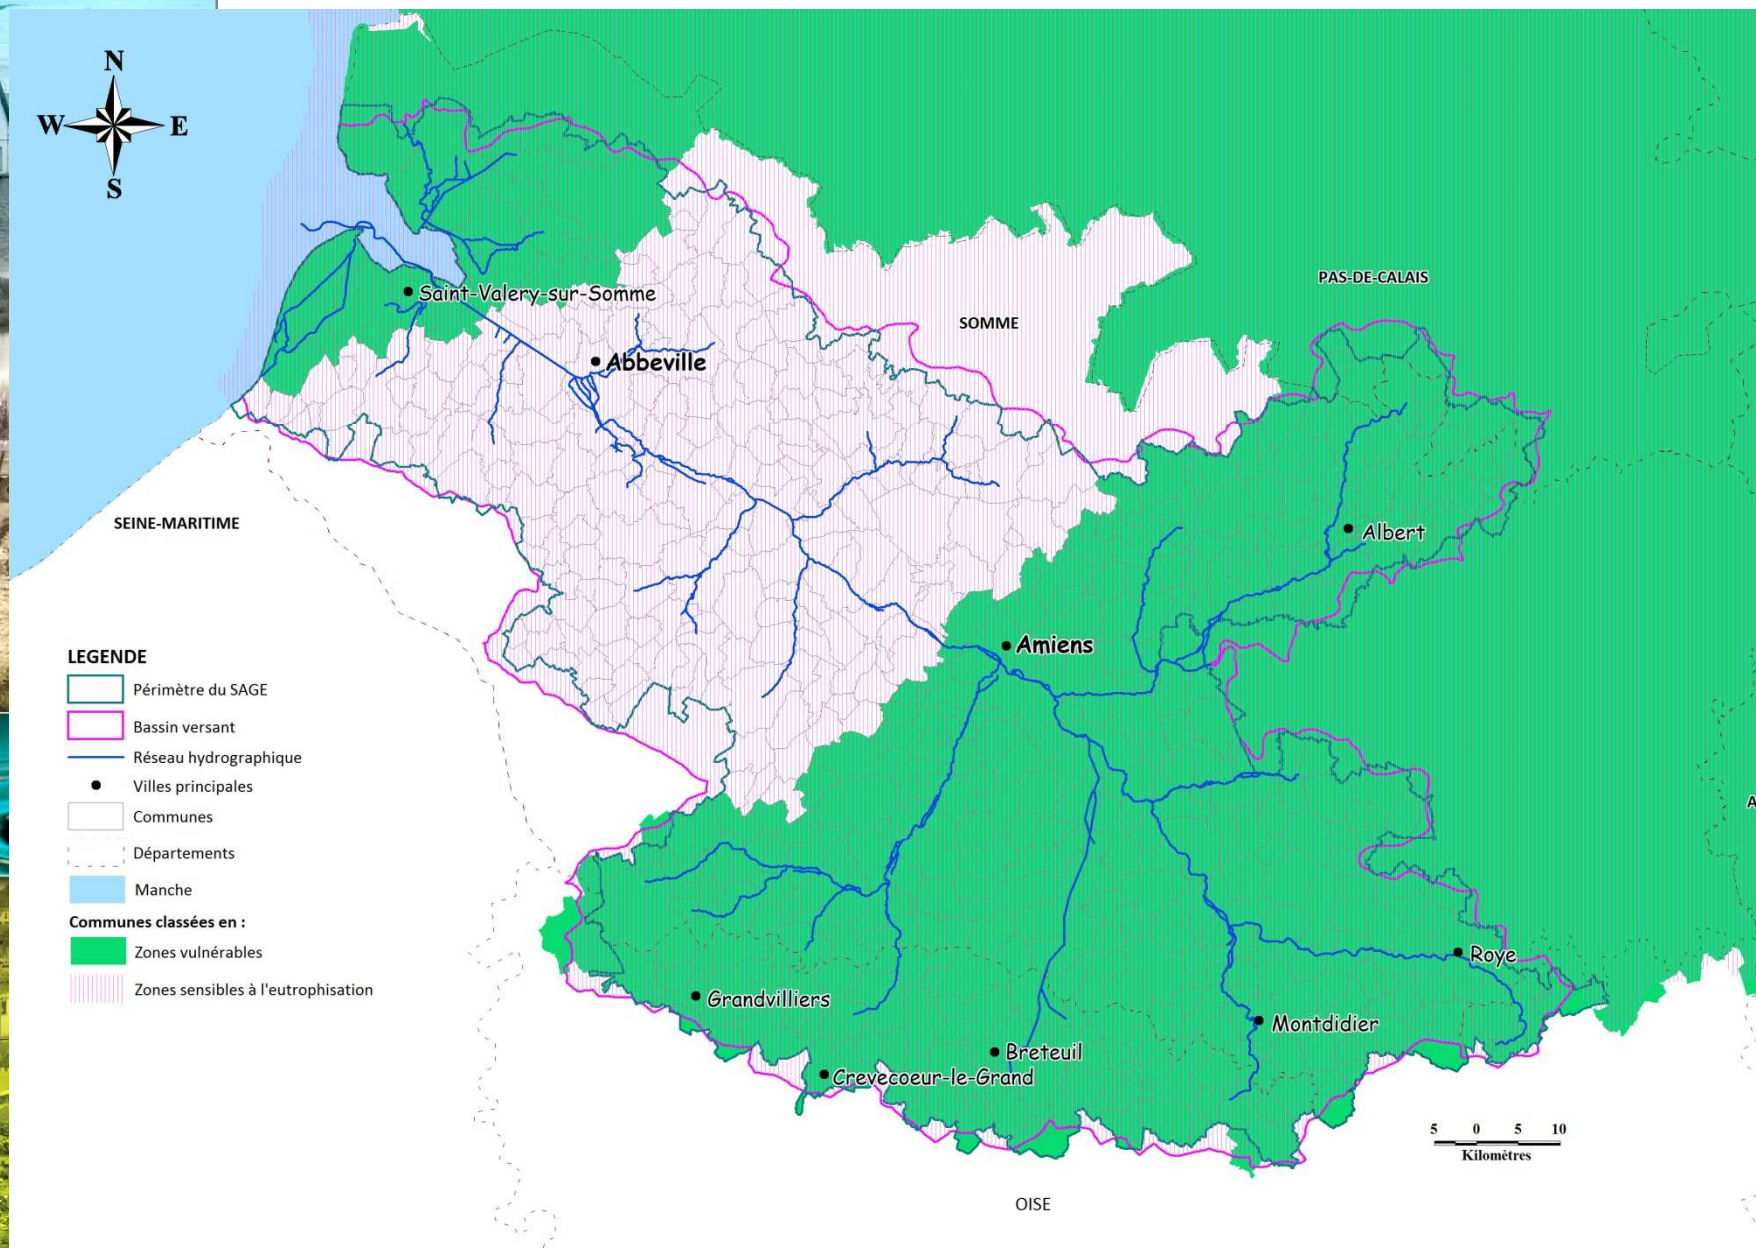 N
W E
S
PAS-DE-CALAIS
Saint-Valery-sur-Somme
SOMME
Abbeville
SEINE-MARITIME
Albert
Amiens
LEGENDE
Périmètre du SAGE
Bassin versant
Réseau hydrographique
Villes principales
Communes
Départements
Manche
Communes classées en :
Zones vulnérables
Zones sensibles à l'eutrophisation
A
Roye
Grandvilliers
Montdidier
Breteuil
Crevecoeur-le-Grand
5 0 5 10
Kilomètres
OISE